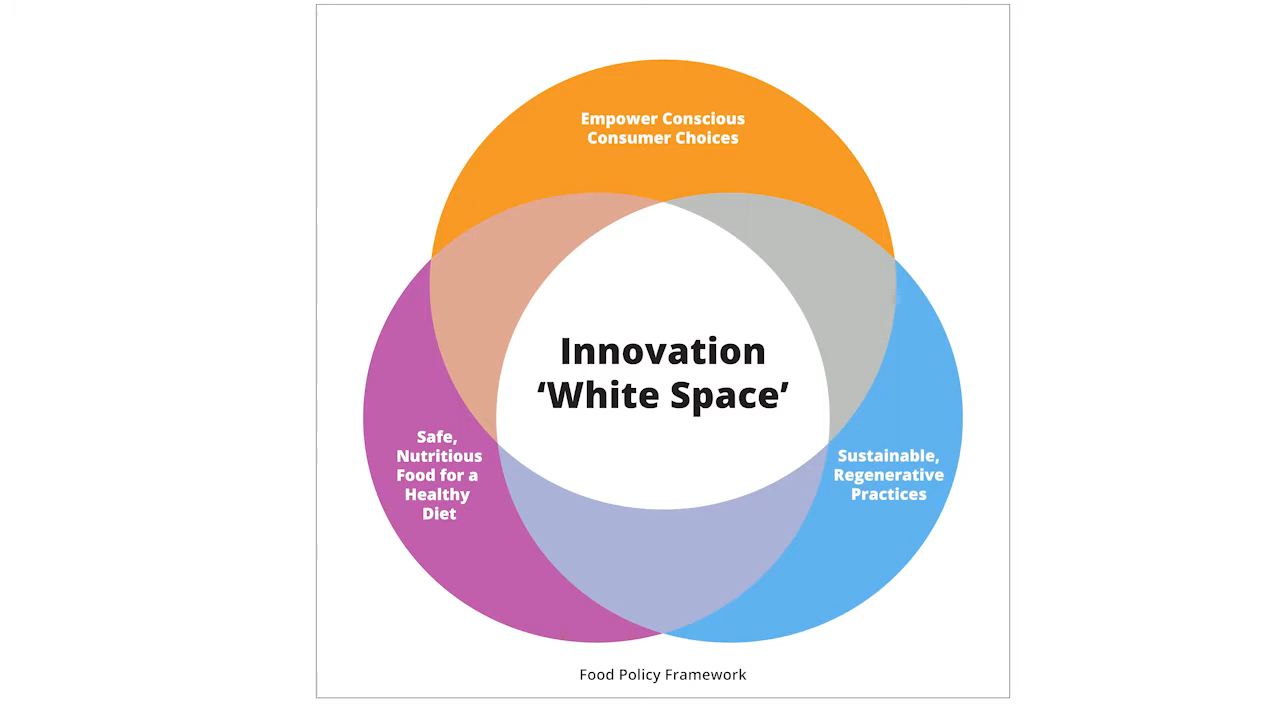 Empower Conscious
Consumer Choices
Innovation
‘White Space’
Safe,
Nutritious
Food for a
Healthy
Diet
Sustainable,
Regenerative
Practices
Food Policy Framework